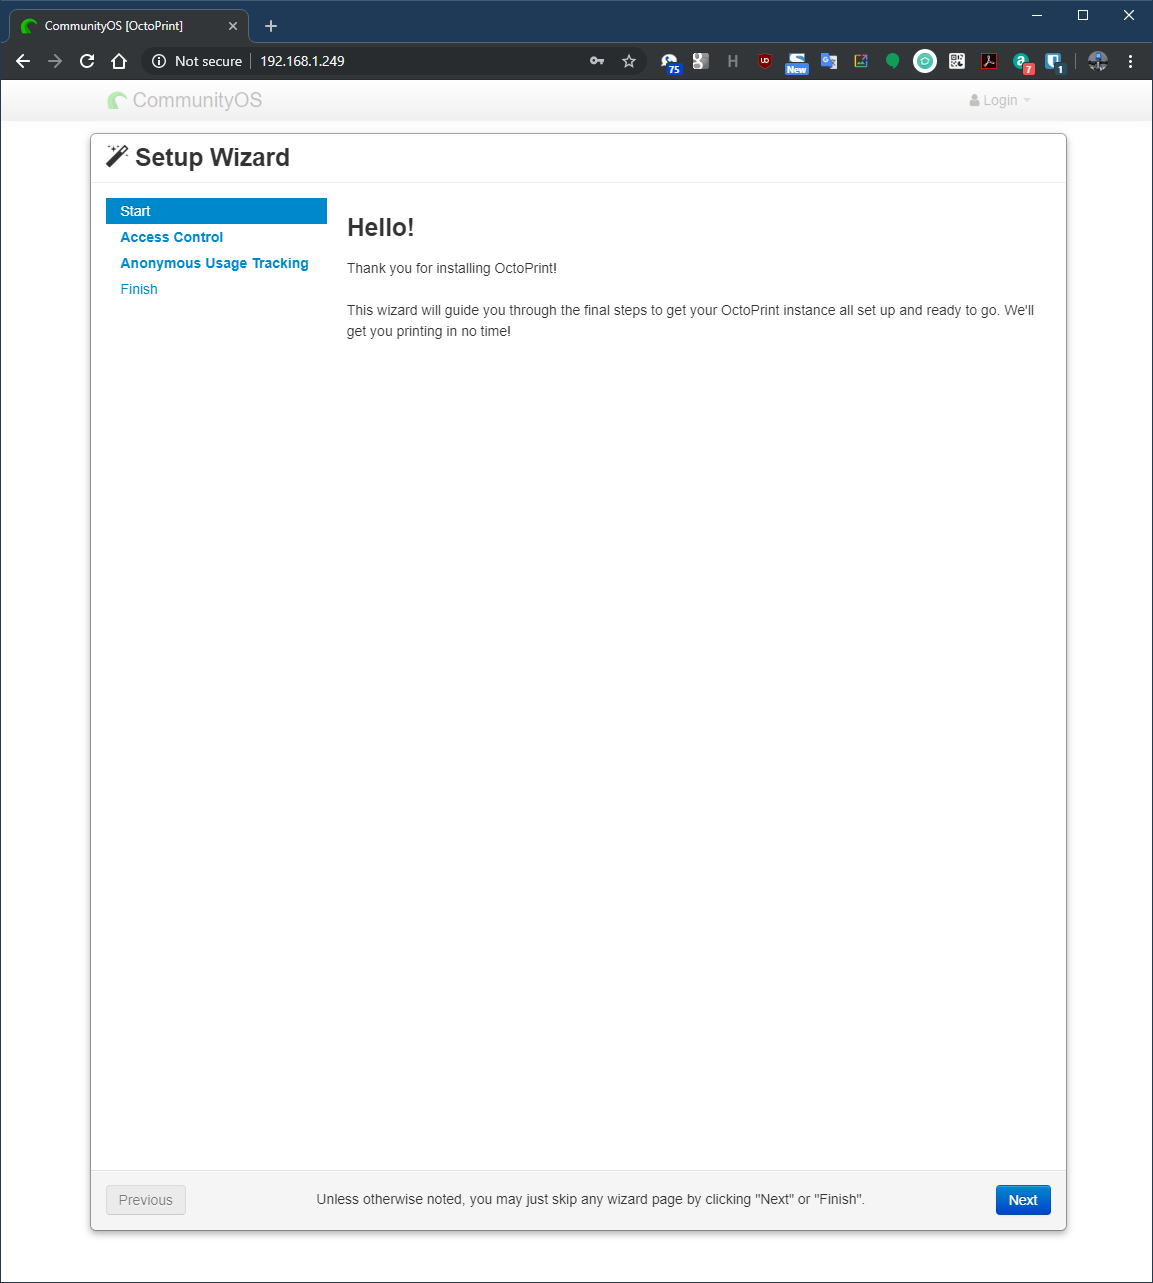 CommunityOS [OctoPrint]
Not secure
192.168.1.249
75
H
UD
New
7
1
CommunityOS
Login
Setup Wizard
Start
Access Control
Anonymous Usage Tracking
Finish
Hello!
Thank you for installing OctoPrint!
This wizard will guide you through the final steps to get your OctoPrint instance all set up and ready to go. We'll
get you printing in no time!
Previous
Unless otherwise noted, you may just skip any wizard page by clicking "Next" or "Finish".
Next